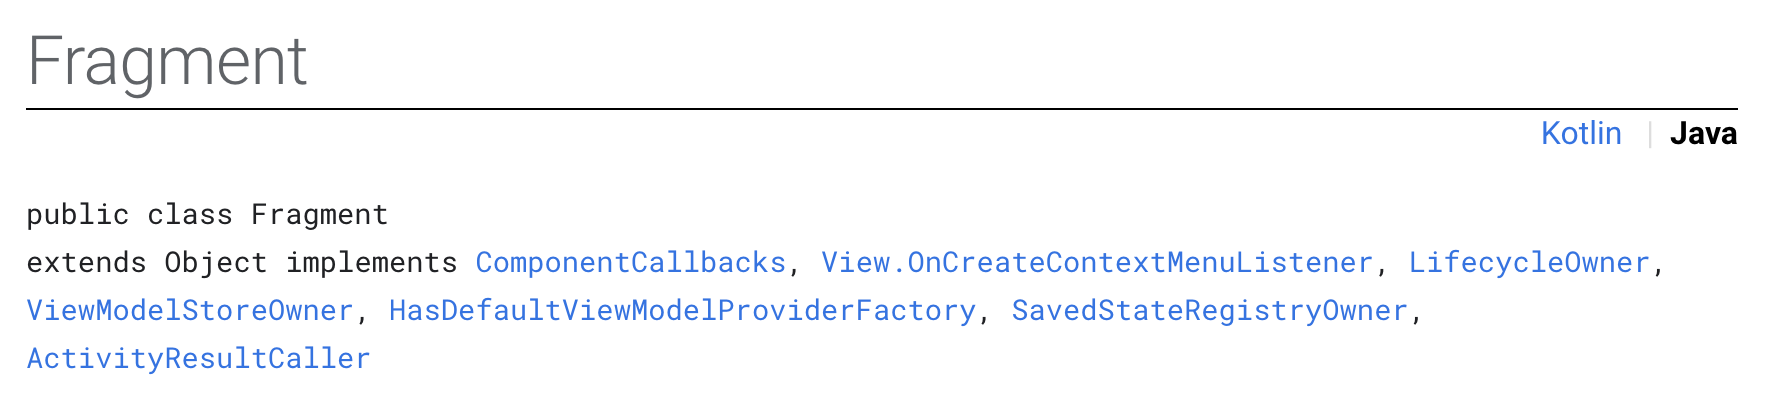 Fragment
Kotlin | Java
public class Fragment
extends Object implements ComponentCallbacks, View.OnCreateContextMenuListener, LifecycleOwner,
ViewModelStoreOwner, HasDefaultViewModelProviderFactory, SavedStateRegistryOwner,
ActivityResultCaller